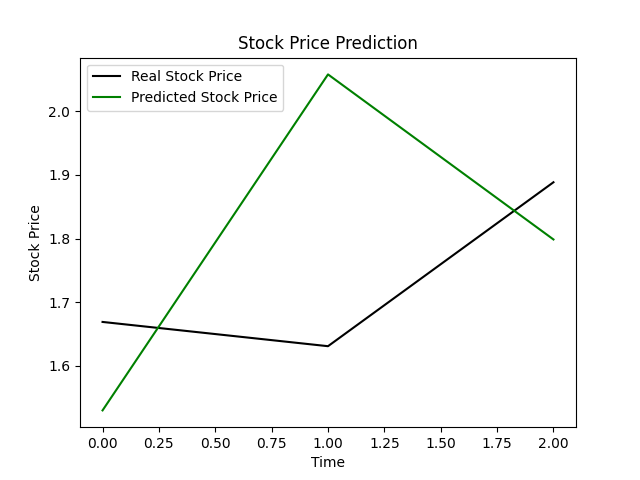 Stock Price Prediction
Real Stock Price
Predicted Stock Price
Stock Price
2.0
1.9
1.8
1.7
1.6
0.00 0.25 0.50 0.75 1.00 1.25 1.50 1.75 2.00
Time